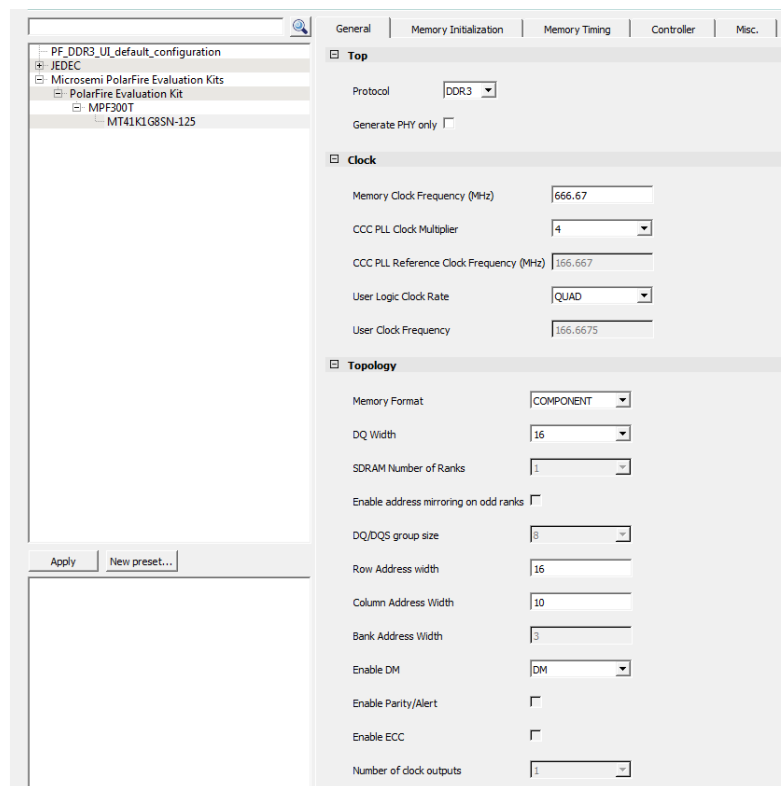 General
Memory Initialization
Memory Timing
Controller
Misc.
PF_DDR3_UI_default_configuration
JEDEC
Microsemi PolarFire Evaluation Kits
PolarFire Evaluation Kit
MPF300T
MT41K1G8SN-125
Apply
New preset...
Top
Protocol DDR3
Generate PHY only
Clock
Memory Clock Frequency (MHz) 666.67
CCC PLL Clock Multiplier 4
CCC PLL Reference Clock Frequency (MHz) 166.667
User Logic Clock Rate QUAD
User Clock Frequency 166.6675
Topology
Memory Format COMPONENT
DQ Width 16
SDRAM Number of Ranks 1
Enable address mirroring on odd ranks
DQ/DQS group size 8
Row Address width 16
Column Address Width 10
Bank Address Width 3
Enable DM DM
Enable Parity/Alert
Enable ECC
Number of clock outputs 1